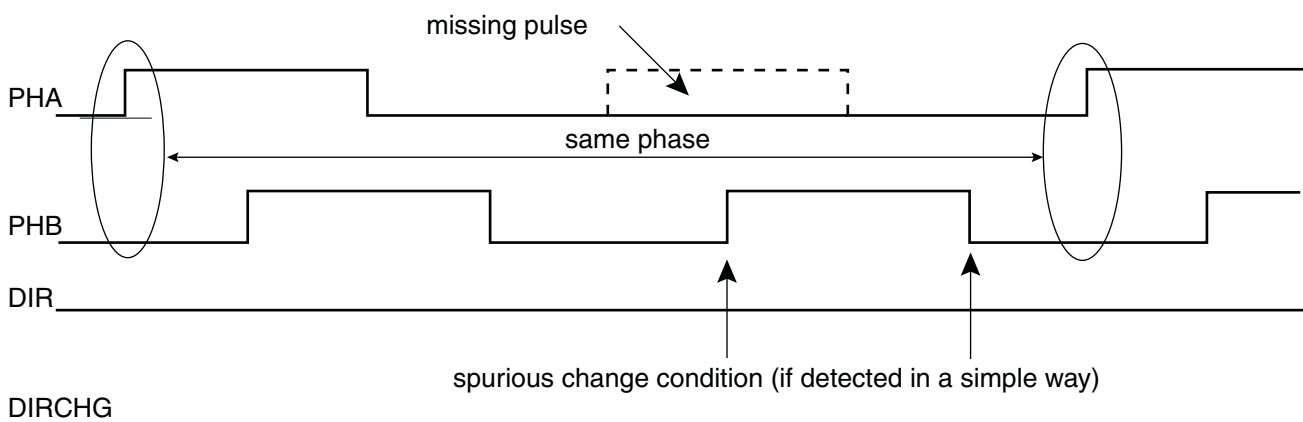 missing pulse
PHA
same phase
PHB
DIR
spurious change condition (if detected in a simple way)
DIRCHG